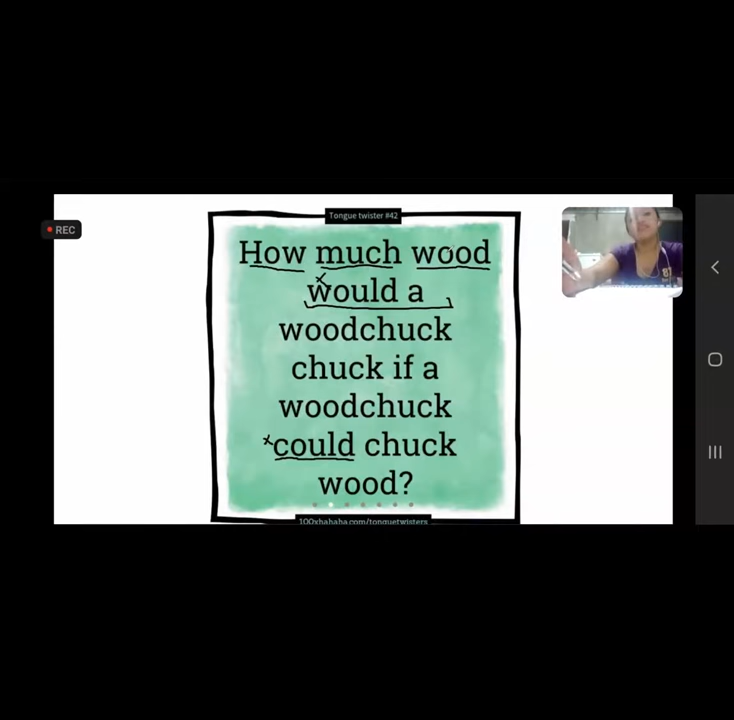 Tongue twister #42
REC
How much wood
would a
woodchuck
chuck if a
woodchuck
could chuck
wood?
100xhahaha.com/tonguetwisters